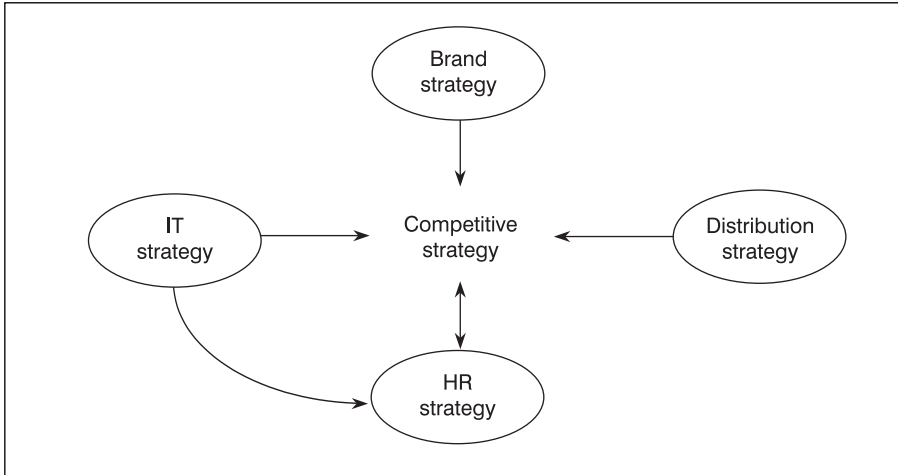 Brand
strategy
IT
strategy
Competitive
strategy
Distribution
strategy
HR
strategy